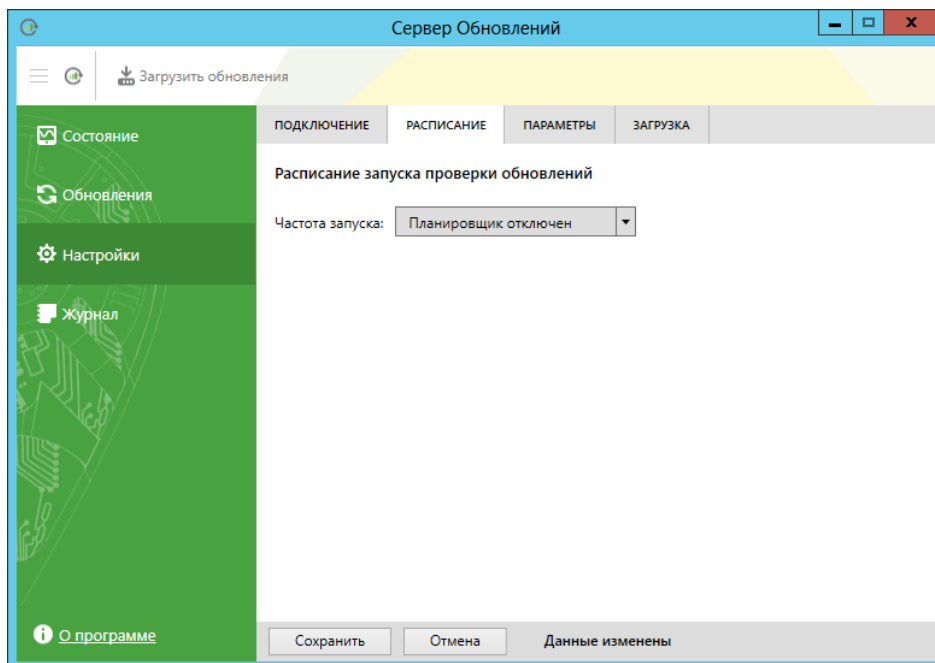 Сервер Обновлений
Загрузить обновления
Состояние
Обновления
Настройки
Журнал
О программе
ПОДКЛЮЧЕНИЕ РАСПИСАНИЕ ПАРАМЕТРЫ ЗАГРУЗКА
Расписание запуска проверки обновлений
Частота запуска: Планировщик отключен
Сохранить Отмена Данные изменены